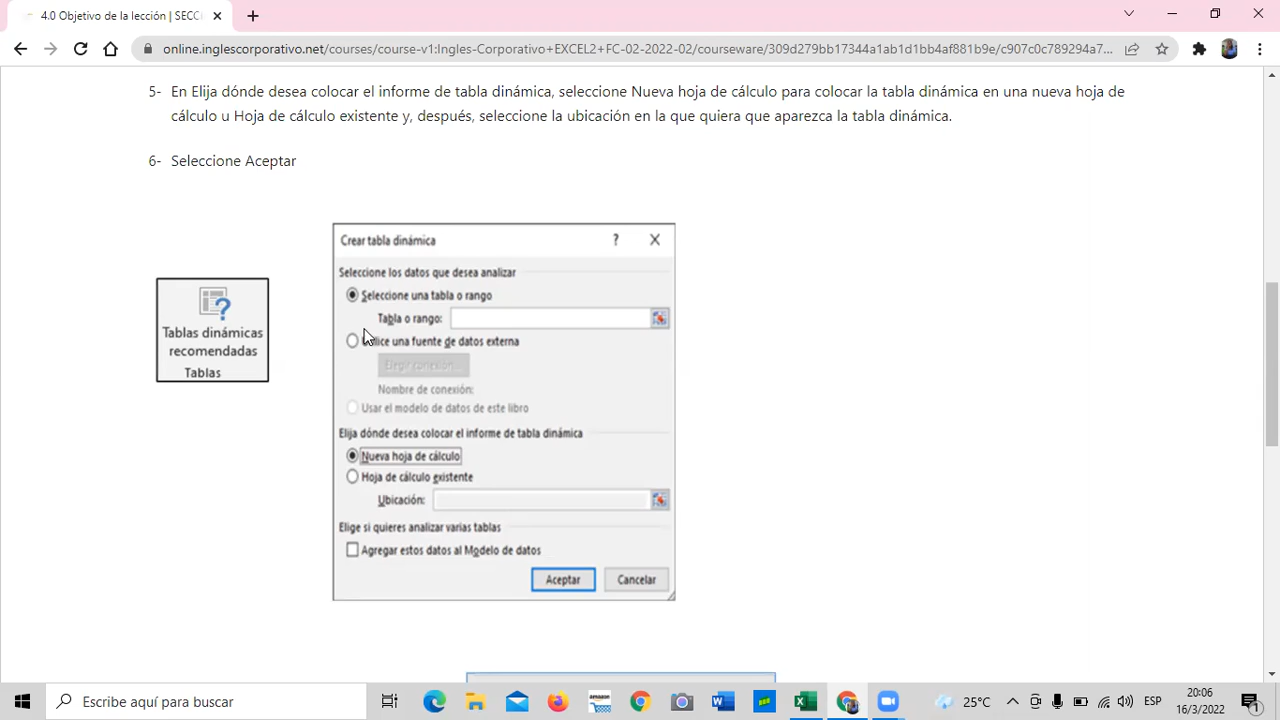 4.0 Objetivo de la lección | SECC
online.inglescorporativo.net/courses/course-v1:Ingles-Corporativo+EXCEL2+FC-02-2022-02/courseware/309d279bb17344a1ab1d1bb4af881b9e/c907c0c789294a7...
5- En Elija dónde desea colocar el informe de tabla dinámica, seleccione Nueva hoja de cálculo para colocar la tabla dinámica en una nueva hoja de
cálculo u Hoja de cálculo existente y, después, seleccione la ubicación en la que quiera que aparezca la tabla dinámica.
6- Seleccione Aceptar
Tablas dinámicas
recomendadas
Tablas
Crear tabla dinámica
Seleccione los datos que desea analizar
Seleccione una tabla o rango
Tabla o rango:
una fuente de datos externa
Elegir conexión...
Nombre de conexión:
Usar el modelo de datos de este libro
Elija dónde desea colocar el informe de tabla dinámica
Nueva hoja de cálculo
Hoja de cálculo existente
Ubicación:
Elige si quieres analizar varias tablas
Agregar estos datos al Modelo de datos
Aceptar Cancelar
Escribe aquí para buscar
amazon
25°C
ESP
20:06
16/3/2022